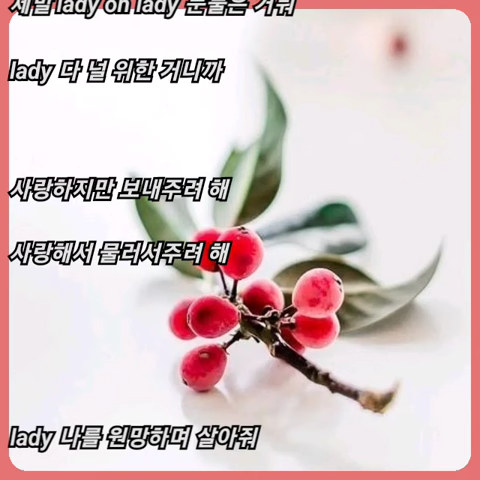 제발 lady oh lady 눈물은 거둬
lady 다 널 위한 거니까
사랑하지만 보내주려 해
사랑해서 물러서주려 해
lady 나를 원망하며 살아줘